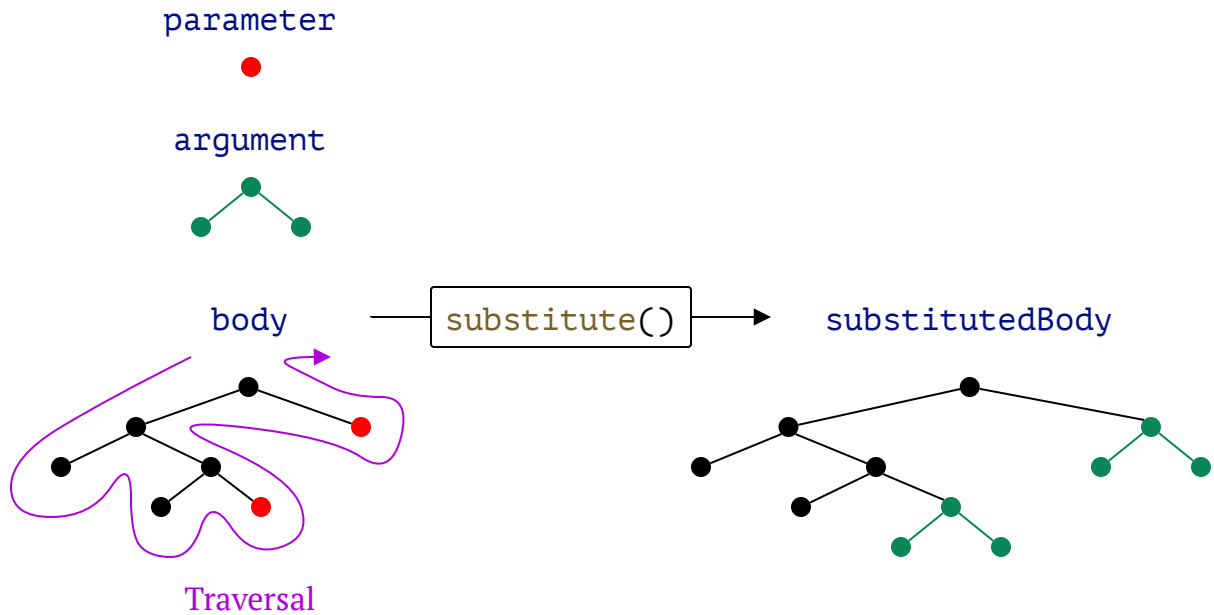 parameter
argument
body
substitute()
substitutedBody
Traversal